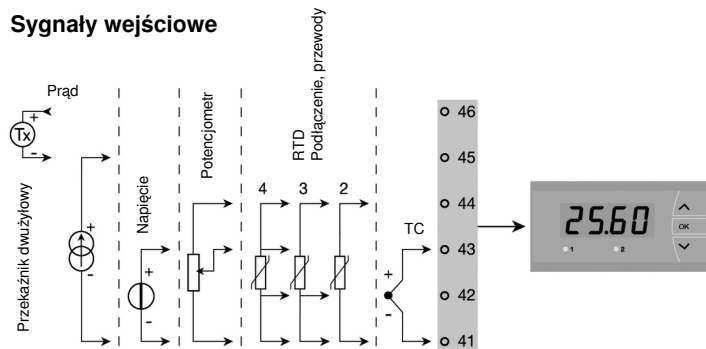 Sygnały wejściowe
Prąd
+
Tx
-
Przekaźnik dwużyłowy
+
-
Napięcie
+
-
Potencjometr
RTD
Podłączenie, przewody
4 3 2
TC
+
-
46
45
44
43
42
41
25.60
OK
1 2